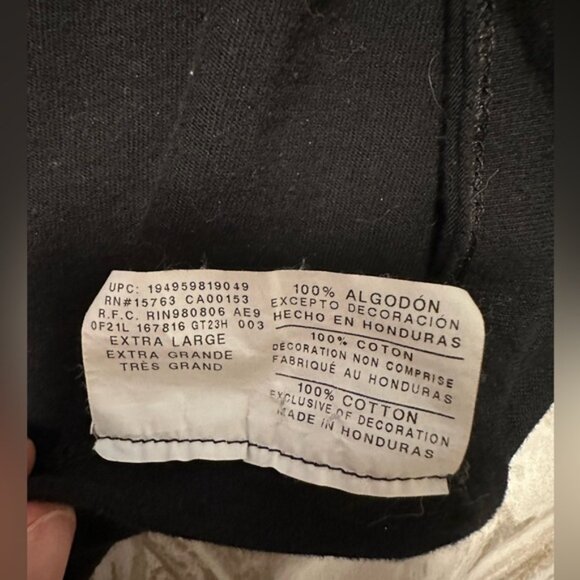 UPC: 194959819049
RN#15763 CA00153
R.F.C. RIN980806 AE9
0F21L 167816 GT23H 003
EXTRA LARGE
EXTRA GRANDE
TRÈS GRAND
100% ALGODÓN
EXCEPTO DECORACIÓN
HECHO EN HONDURAS
100% COTON
DECORATION NON COMPRISE
FABRIQUÉ AU HONDURAS
100% COTTON
EXCLUSIVE OF DECORATION
MADE IN HONDURAS